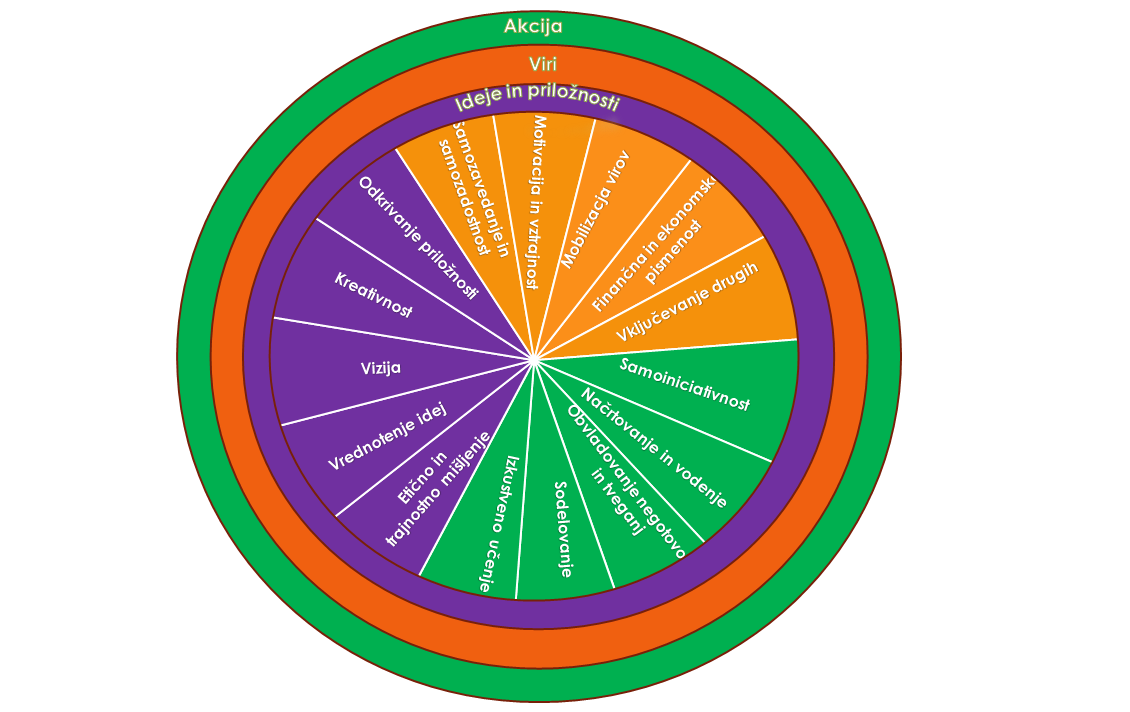 Akcija
Viri
Ideje in priložnosti
Samozavedanje in
samozadostnost
Motivacija in vztrajnost
Mobilizacija virov
Finančna in ekonomska
pismenost
Vključevanje drugih
Samoiniciativnost
Načrtovanje in vodenje
Obvladovanje negotovo
in tveganj
Sodelovanje
Izkustveno učenje
Etično in
trajnostno mišljenje
Vrednotenje idej
Vizija
Kreativnost
Odkrivanje priložnosti